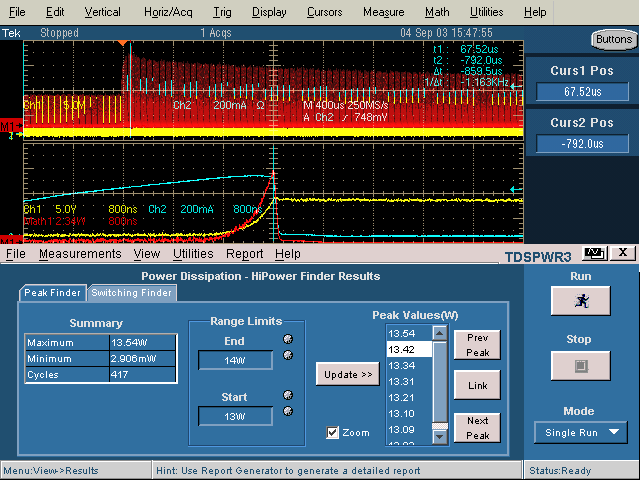 File Edit Vertical Horiz/Acq Trig Display Cursors Measure Math Utilities Help
Tek Stopped 1 Acqs 04 Sep 03 15:47:55
Buttons
t1: 67.52us
t2: -792.0us
Δt: -859.5us
1/Δt: -1.163KHz
Curs1 Pos
67.52us
Curs2 Pos
-792.0us
Ch1 5.0V Ch2 200mA Ω M 400us 250MS/s
A Ch2 748mV
M1
Ch1 5.0V 800ns Ch2 200mA 800ns
Math1 2.34 800ns
File Measurements View Utilities Report Help
TDSPWR3 X
Power Dissipation - HiPower Finder Results
Peak Finder Switching Finder
Summary
Maximum 13.54W
Minimum 2.906mW
Cycles 417
Range Limits
End
14W
Start
13W
Update >>
Zoom
Peak Values(W)
13.54
13.42
13.34
13.31
13.21
13.10
13.09
Prev Peak
Link
Next Peak
Run
Stop
Mode
Single Run
Menu:View->Results Hint: Use Report Generator to generate a detailed report Status:Ready